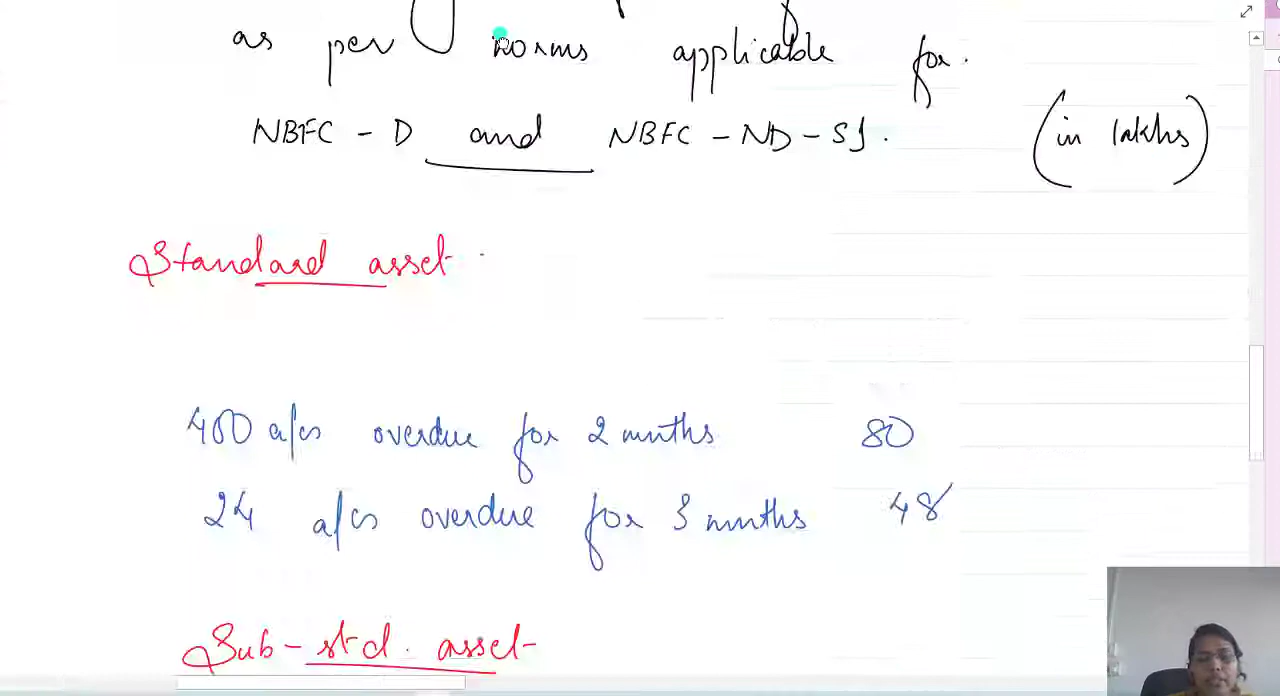 as per norms applicable for.
NBFC - D and NBFC - ND - SI. (in lakhs)
Standard asset
400 a/cs overdue for 2 mnths 80
24 a/cs overdue for 3 mnths 48
Sub - std. asset